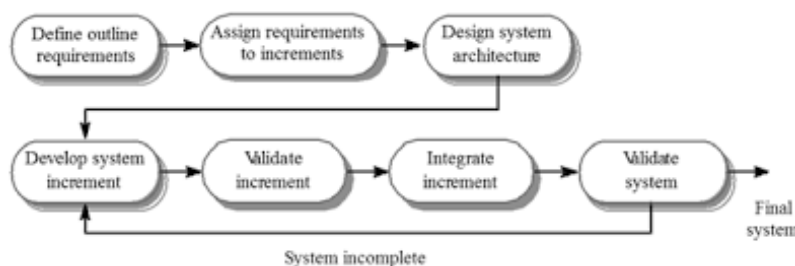 Define outline
requirements
Assign requirements
to increments
Design system
architecture
Develop system
increment
Validate
increment
Integrate
increment
Validate
system
Final
system
System incomplete